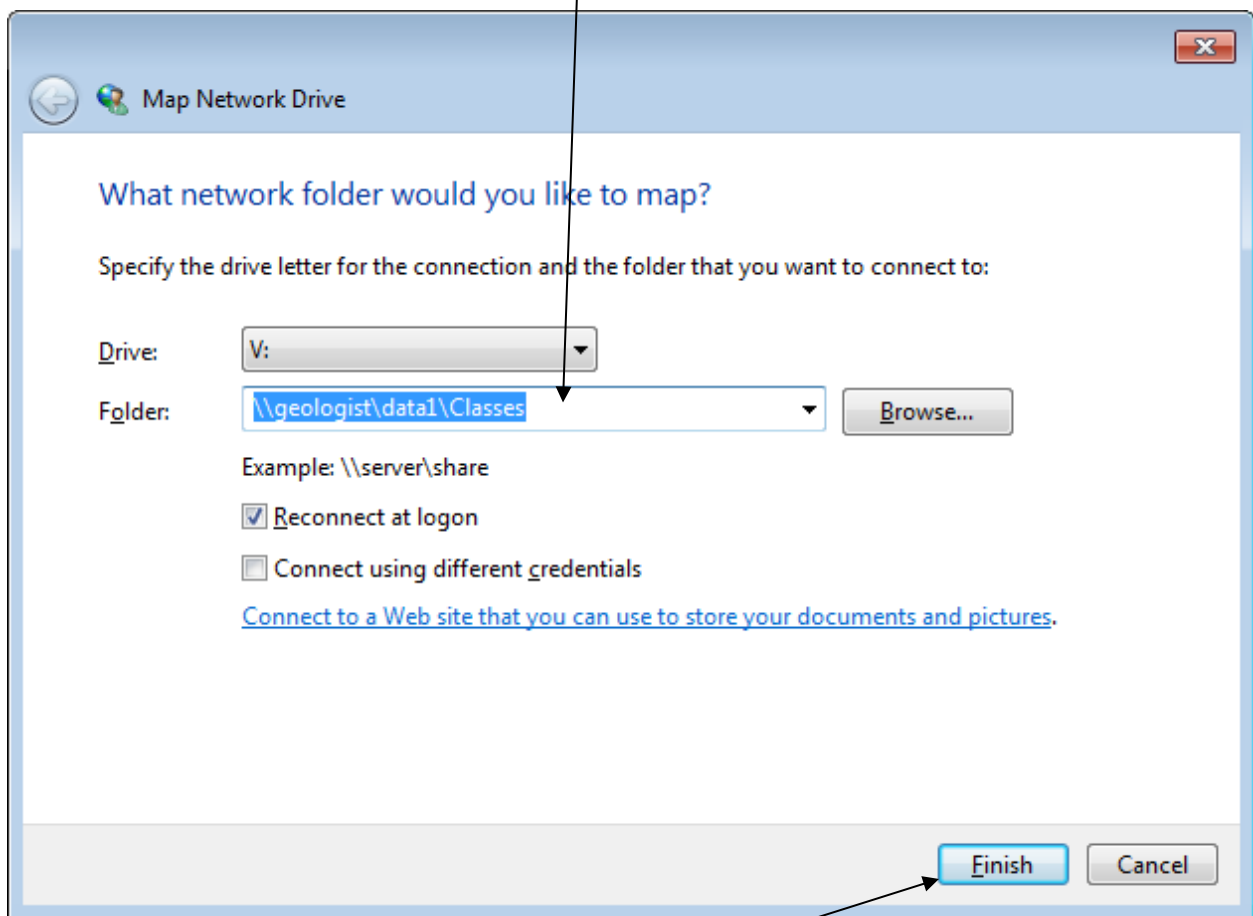 Map Network Drive
What network folder would you like to map?
Specify the drive letter for the connection and the folder that you want to connect to:
Drive: V:
Folder: \\geologist\data1\Classes Browse...
Example: \\server\share
Reconnect at logon
Connect using different credentials
Connect to a Web site that you can use to store your documents and pictures.
Finish Cancel